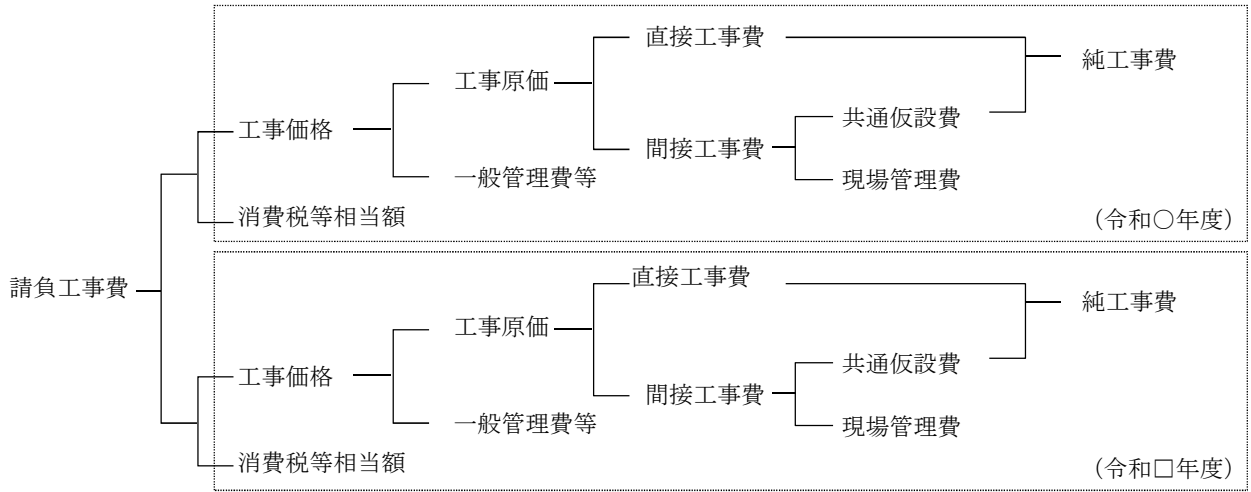 直接工事費
純工事費
工事原価
共通仮設費
工事価格
間接工事費
一般管理費等
現場管理費
消費税等相当額
(令和○年度)
請負工事費
直接工事費
純工事費
工事原価
共通仮設費
工事価格
間接工事費
一般管理費等
現場管理費
消費税等相当額
(令和□年度)